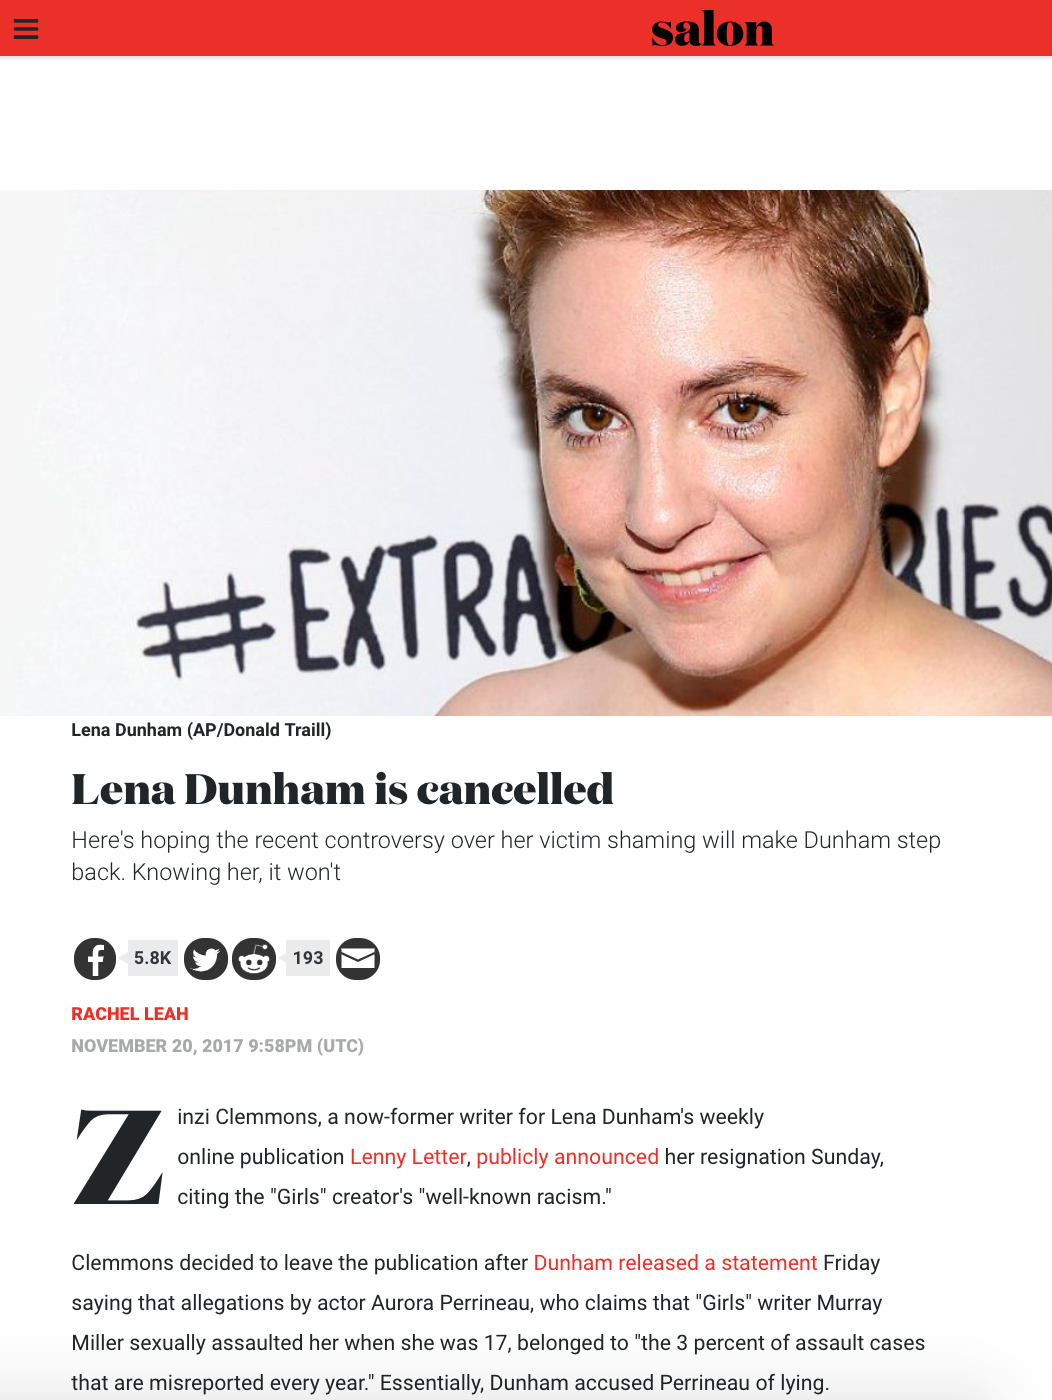 salon
#EXTRA
RIES
Lena Dunham (AP/Donald Traill)
Lena Dunham is cancelled
Here's hoping the recent controversy over her victim shaming will make Dunham step
back. Knowing her, it won't
5.8K
193
RACHEL LEAH
NOVEMBER 20, 2017 9:58PM (UTC)
Zinzi Clemmons, a now-former writer for Lena Dunham's weekly
online publication Lenny Letter, publicly announced her resignation Sunday,
citing the "Girls" creator's "well-known racism."
Clemmons decided to leave the publication after Dunham released a statement Friday
saying that allegations by actor Aurora Perrineau, who claims that "Girls" writer Murray
Miller sexually assaulted her when she was 17, belonged to "the 3 percent of assault cases
that are misreported every year." Essentially, Dunham accused Perrineau of lying.